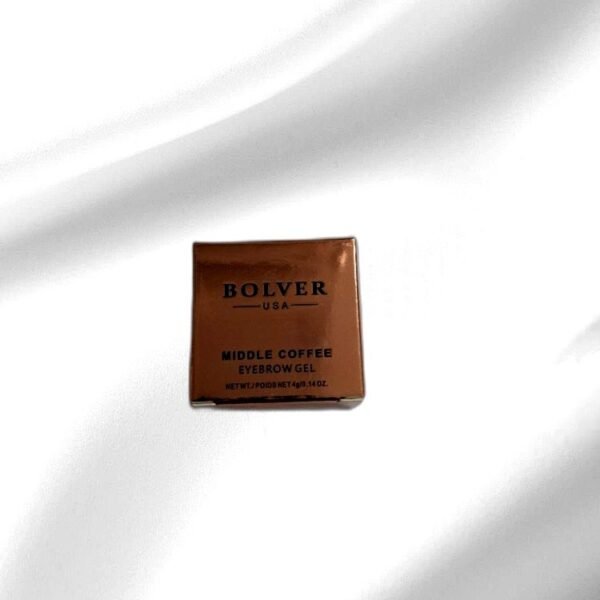 BOLVER
USA
MIDDLE COFFEE
EYEBROW GEL
NET WT./POIDS NET 4g/0.14 OZ.